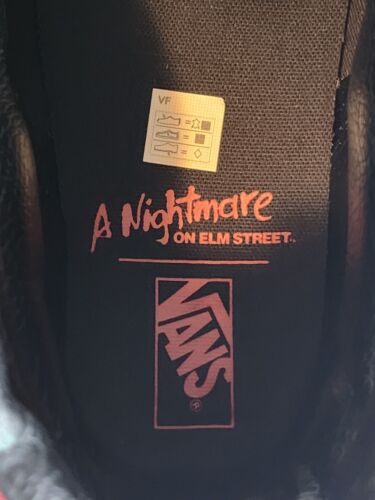 VF
A Nightmare
ON ELM STREET
VANS